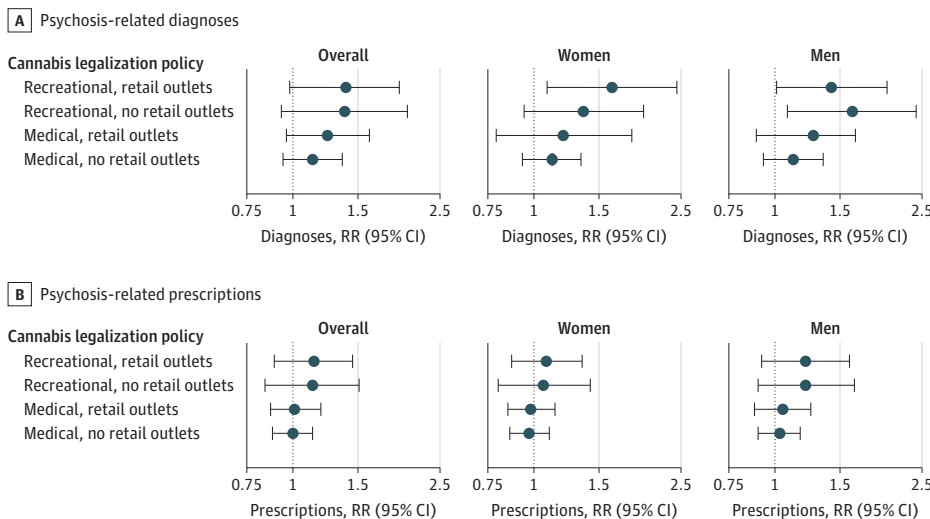 A Psychosis-related diagnoses
Overall Women Men
Cannabis legalization policy
Recreational, retail outlets
Recreational, no retail outlets
Medical, retail outlets
Medical, no retail outlets
0.75 1 1.5 2.5 0.75 1 1.5 2.5 0.75 1 1.5 2.5
Diagnoses, RR (95% CI) Diagnoses, RR (95% CI) Diagnoses, RR (95% CI)
B Psychosis-related prescriptions
Overall Women Men
Cannabis legalization policy
Recreational, retail outlets
Recreational, no retail outlets
Medical, retail outlets
Medical, no retail outlets
0.75 1 1.5 2.5 0.75 1 1.5 2.5 0.75 1 1.5 2.5
Prescriptions, RR (95% CI) Prescriptions, RR (95% CI) Prescriptions, RR (95% CI)